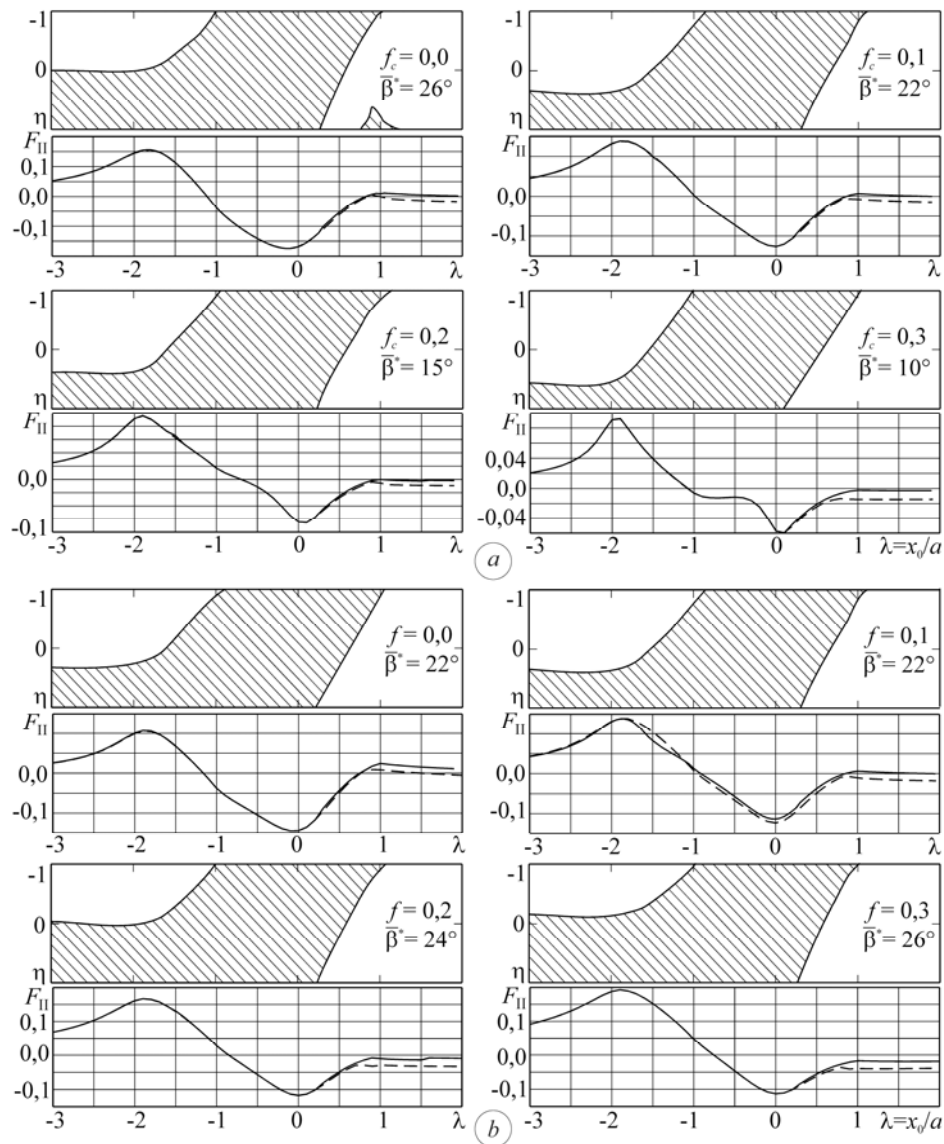 -1
0
η
f_c = 0,0
β̄* = 26°
F_II
0,1
0,0
-0,1
-3 -2 -1 0 1 λ
-1
0
η
f_c = 0,1
β̄* = 22°
F_II
0,0
-0,1
-3 -2 -1 0 1 λ
-1
0
η
f_c = 0,2
β̄* = 15°
F_II
0,0
-0,1
-3 -2 -1 0 1 λ
-1
0
η
f_c = 0,3
β̄* = 10°
F_II
0,04
0,0
-0,04
-3 -2 -1 0 1 λ=x₀/a
a
-1
0
η
f = 0,0
β̄* = 22°
F_II
0,0
-0,1
-3 -2 -1 0 1 λ
-1
0
η
f = 0,1
β̄* = 22°
F_II
0,0
-0,1
-3 -2 -1 0 1 λ
-1
0
η
f = 0,2
β̄* = 24°
F_II
0,1
0,0
-0,1
-3 -2 -1 0 1 λ
-1
0
η
f = 0,3
β̄* = 26°
F_II
0,1
0,0
-0,1
-3 -2 -1 0 1 λ=x₀/a
b